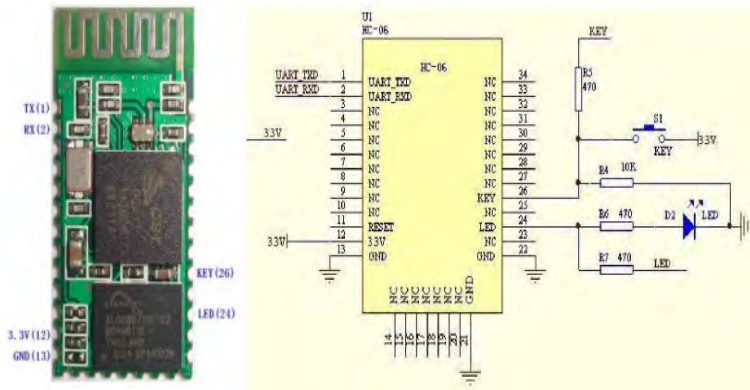 TX(1)
RX(2)
KEY(26)
LED(24)
3.3V(12)
GND(13)
U1
HC-06
HC-06
UART_TXD 1 UART_TXD
UART_RXD 2 UART_RXD
3 NC
4 NC
33V
5 NC
6 NC
7 NC
8 NC
9 NC
10 NC
11 RESET
33V 12 33V
13 GND
NC 34
NC 33
NC 32
NC 31
NC 30
NC 29
NC 28
NC 27
KEY 26
NC 25
LED 24
NC 23
GND 22
NC NC NC NC NC NC NC GND
14 15 16 17 18 19 20 21
KEY
R5
470
S1
KEY
33V
R4 10K
R6 470 D2 LED
R7 470 LED